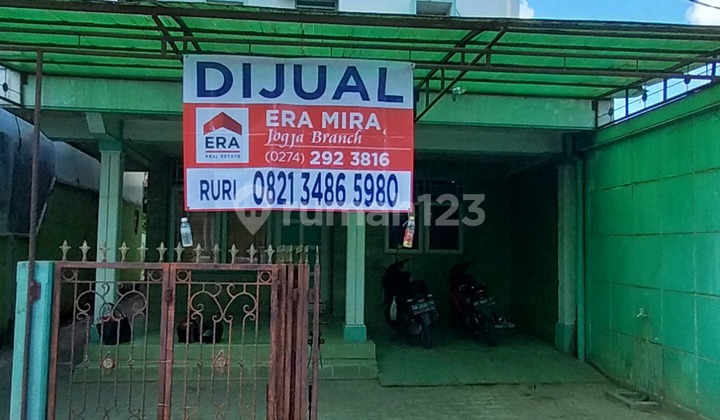 DIJUAL
ERA
REAL ESTATE
ERA MIRA
Jogja Branch
(0274) 292 3816
RURI 0821 3486 5980
rumah123